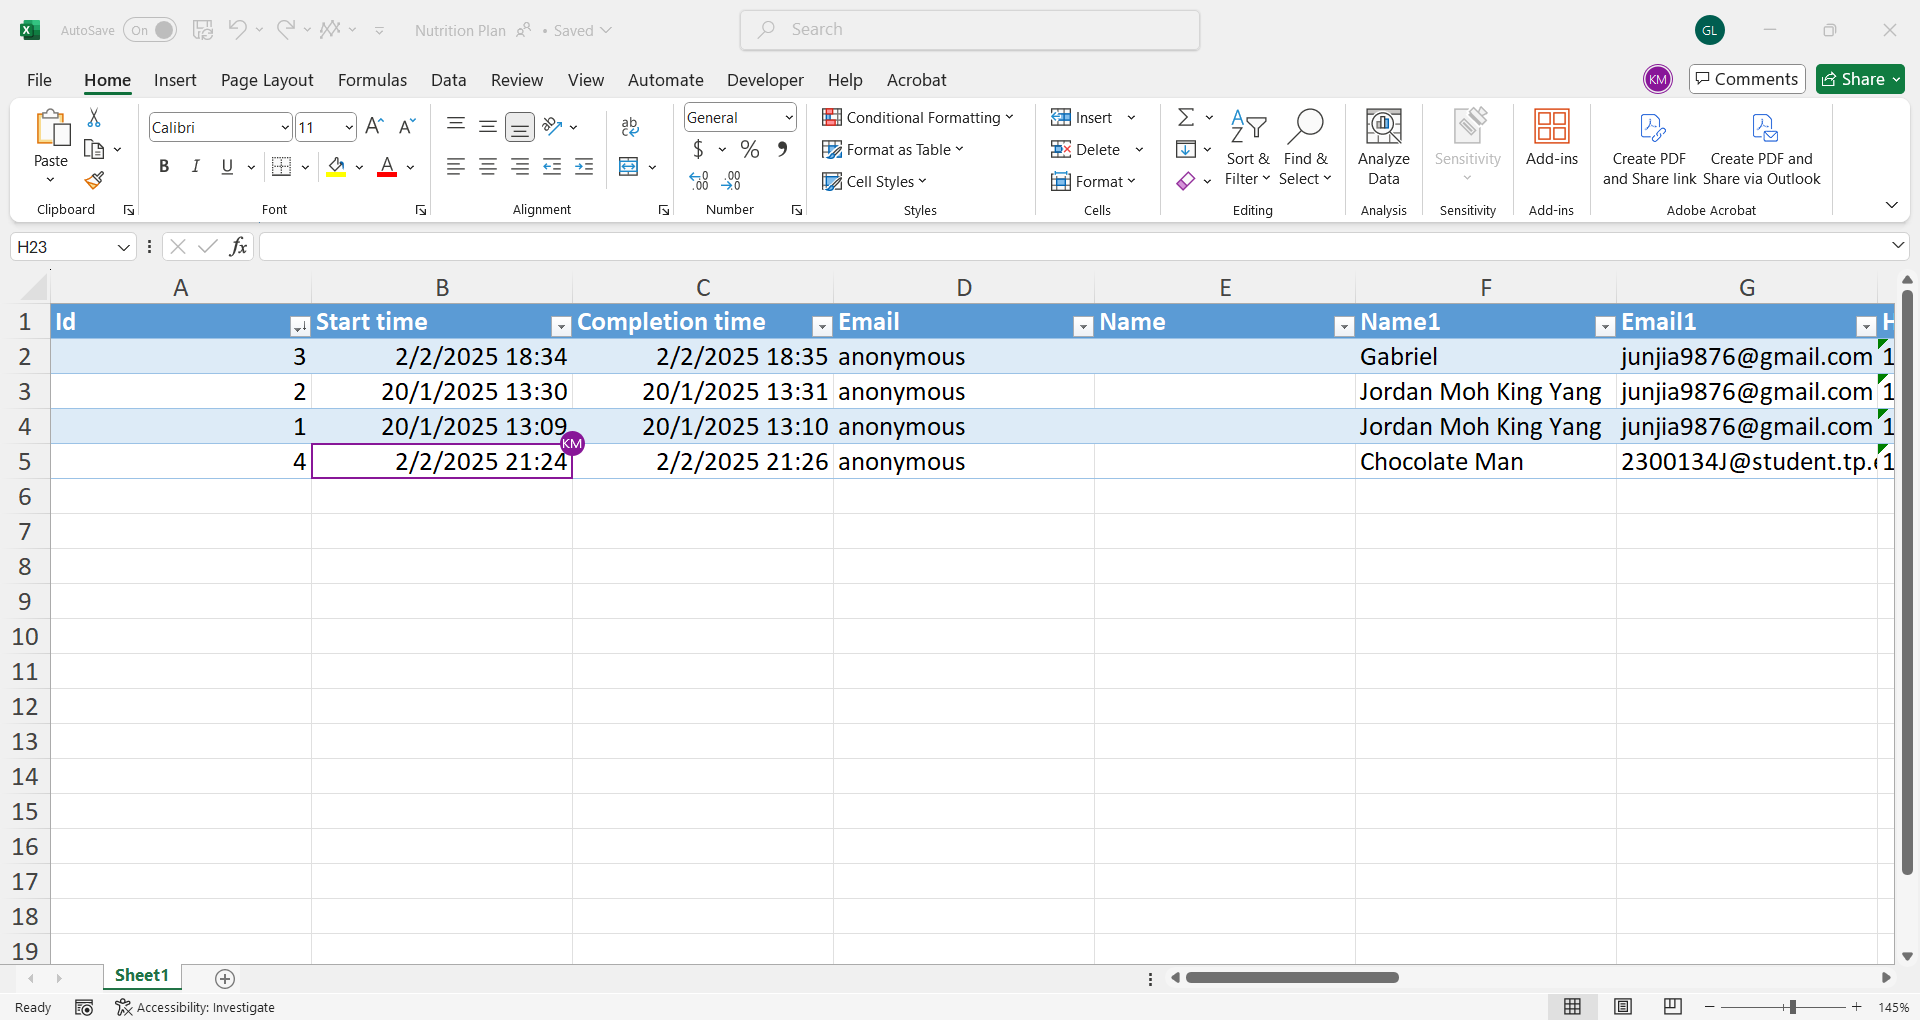 AutoSave On Nutrition Plan • Saved Search GL
File Home Insert Page Layout Formulas Data Review View Automate Developer Help Acrobat KM Comments Share
Paste Calibri 11 General Conditional Formatting Format as Table Cell Styles Insert Delete Format Sort & Filter Find & Select Analyze Data Sensitivity Add-ins Create PDF and Share link Create PDF and Share via Outlook
Clipboard Font Alignment Number Styles Cells Editing Analysis Sensitivity Add-ins Adobe Acrobat
H23 fx
A B C D E F G
1 Id Start time Completion time Email Name Name1 Email1 H
2 3 2/2/2025 18:34 2/2/2025 18:35 anonymous Gabriel junjia9876@gmail.com 1
3 2 20/1/2025 13:30 20/1/2025 13:31 anonymous Jordan Moh King Yang junjia9876@gmail.com 1
4 1 20/1/2025 13:09 20/1/2025 13:10 anonymous Jordan Moh King Yang junjia9876@gmail.com 1
KM
5 4 2/2/2025 21:24 2/2/2025 21:26 anonymous Chocolate Man 2300134J@student.tp. 1
6
7
8
9
10
11
12
13
14
15
16
17
18
19
Sheet1
Ready Accessibility: Investigate 145%